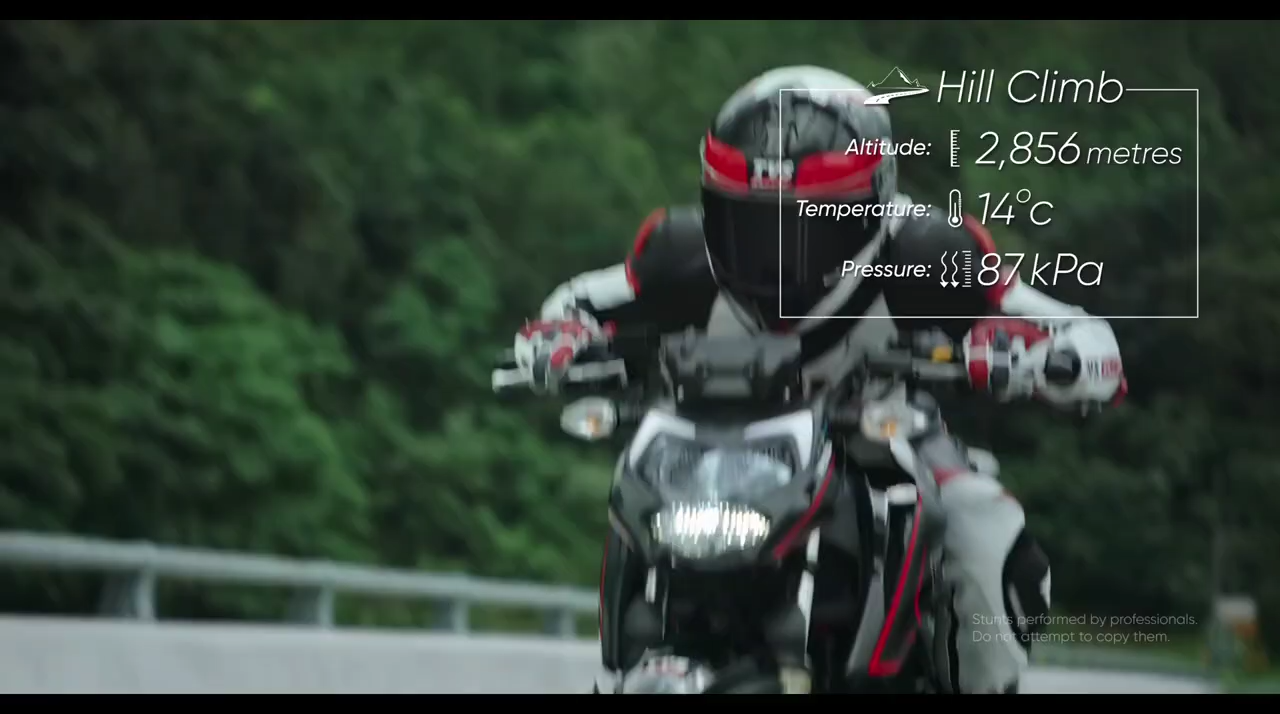 Hill Climb
Altitude: 2,856 metres
Temperature: 14°c
Pressure: 87 kPa
TVS
Stunts performed by professionals.
Do not attempt to copy them.